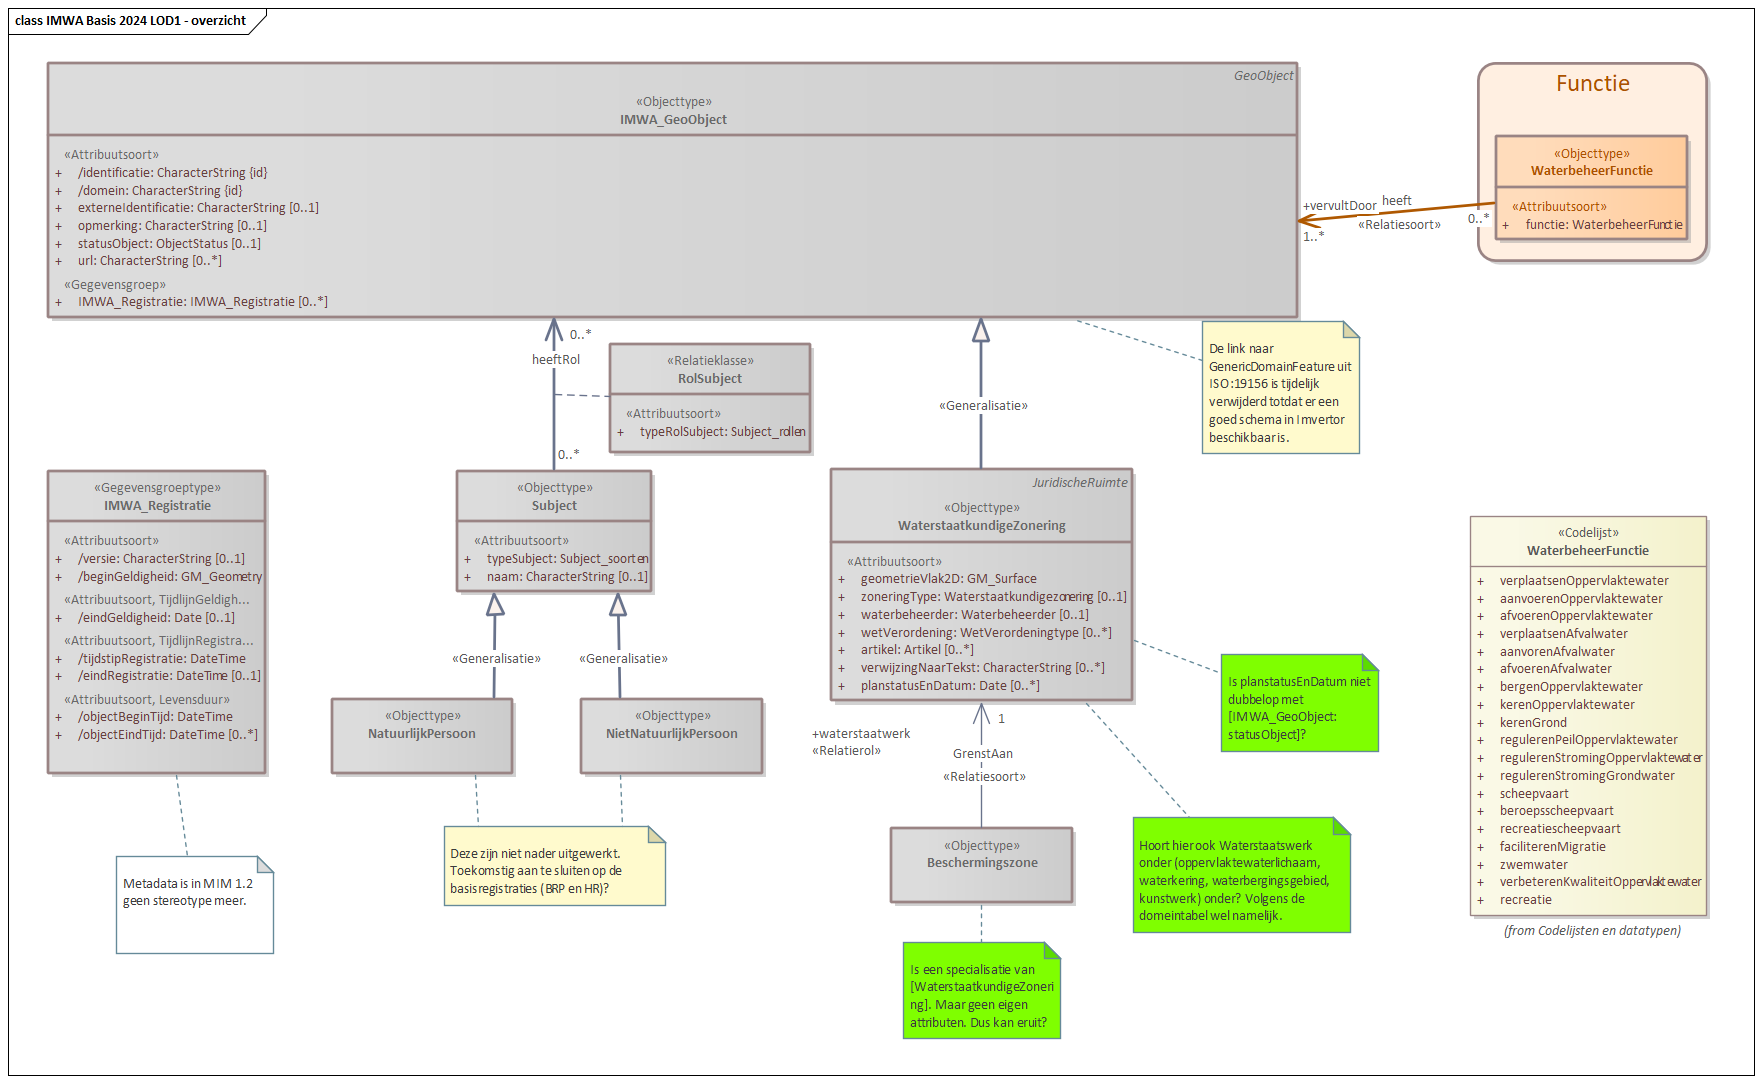 class IMWA Basis 2024 LOD1 - overzicht
GeoObject
«Objecttype»
IMWA_GeoObject
«Attribuutsoort»
+ /identificatie: CharacterString {id}
+ /domein: CharacterString {id}
+ externeIdentificatie: CharacterString [0..1]
+ opmerking: CharacterString [0..1]
+ statusObject: ObjectStatus [0..1]
+ url: CharacterString [0..*]
«Gegevensgroep»
+ IMWA_Registratie: IMWA_Registratie [0..*]
Functie
«Objecttype»
WaterbeheerFunctie
«Attribuutsoort»
+ functie: WaterbeheerFunctie
+vervultDoor
heeft
0..*
«Relatiesoort»
1..*
0..*
heeftRol
0..*
«Relatieklasse»
RolSubject
«Attribuutsoort»
+ typeRolSubject: Subject_rollen
«Generalisatie»
De link naar
GenericDomainFeature uit
ISO:19156 is tijdelijk
verwijderd totdat er een
goed schema in Imvertor
beschikbaar is.
«Gegevensgroeptype»
IMWA_Registratie
«Attribuutsoort»
+ /versie: CharacterString [0..1]
+ /beginGeldigheid: GM_Geometry
«Attribuutsoort, TijdlijnGeldigh...
+ /eindGeldigheid: Date [0..1]
«Attribuutsoort, TijdlijnRegistra...
+ /tijdstipRegistratie: DateTime
+ /eindRegistratie: DateTime [0..1]
«Attribuutsoort, Levensduur»
+ /objectBeginTijd: DateTime
+ /objectEindTijd: DateTime [0..*]
«Objecttype»
Subject
«Attribuutsoort»
+ typeSubject: Subject_soorten
+ naam: CharacterString [0..1]
«Generalisatie»
«Generalisatie»
«Objecttype»
NatuurlijkPersoon
«Objecttype»
NietNatuurlijkPersoon
JuridischeRuimte
«Objecttype»
WaterstaatkundigeZonering
«Attribuutsoort»
+ geometrieVlak2D: GM_Surface
+ zoneringType: Waterstaatkundigezonering [0..1]
+ waterbeheerder: Waterbeheerder [0..1]
+ wetVerordening: WetVerordeningtype [0..*]
+ artikel: Artikel [0..*]
+ verwijzingNaarTekst: CharacterString [0..*]
+ planstatusEnDatum: Date [0..*]
Is planstatusEnDatum niet
dubbelop met
[IMWA_GeoObject:
statusObject]?
+waterstaatwerk
«Relatierol»
1
GrenstAan
«Relatiesoort»
«Objecttype»
Beschermingszone
Metadata is in MIM 1.2
geen stereotype meer.
Deze zijn niet nader uitgewerkt.
Toekomstig aan te sluiten op de
basisregistraties (BRP en HR)?
Is een specialisatie van
[WaterstaatkundigeZoneri
ng]. Maar geen eigen
attributen. Dus kan eruit?
Hoort hier ook Waterstaatswerk
onder (oppervlaktewaterlichaam,
waterkering, waterbergingsgebied,
kunstwerk) onder? Volgens de
domeintabel wel namelijk.
«Codelijst»
WaterbeheerFunctie
+ verplaatsenOppervlaktewater
+ aanvoerenOppervlaktewater
+ afvoerenOppervlaktewater
+ verplaatsenAfvalwater
+ aanvorenAfvalwater
+ afvoerenAfvalwater
+ bergenOppervlaktewater
+ kerenOppervlaktewater
+ kerenGrond
+ regulerenPeilOppervlaktewater
+ regulerenStromingOppervlaktewater
+ regulerenStromingGrondwater
+ scheepvaart
+ beroepsscheepvaart
+ recreatiescheepvaart
+ faciliterenMigratie
+ zwemwater
+ verbeterenKwaliteitOppervlaktewater
+ recreatie
(from Codelijsten en datatypen)